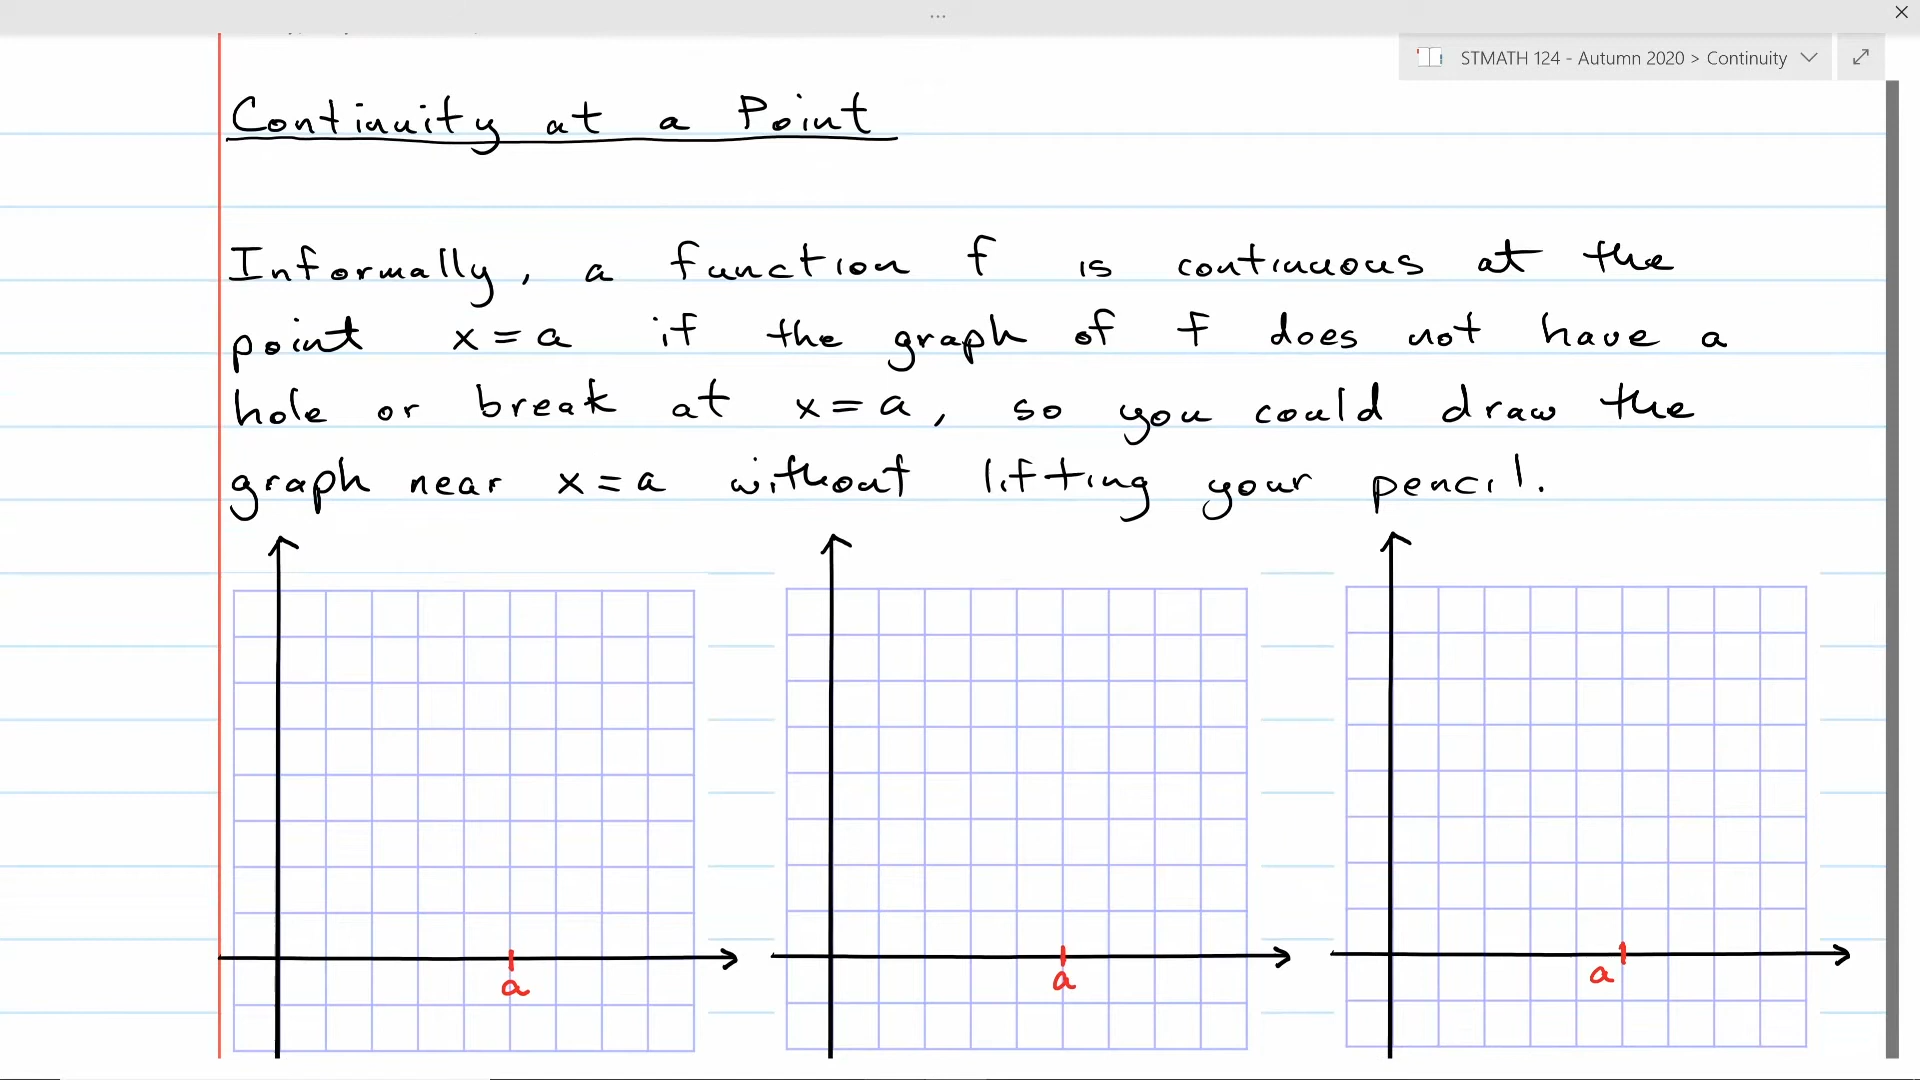 ...
STMATH 124 - Autumn 2020 > Continuity
Continuity at a Point
Informally, a function f is continuous at the
point x = a if the graph of f does not have a
hole or break at x = a, so you could draw the
graph near x = a without lifting your pencil.
a
a
a